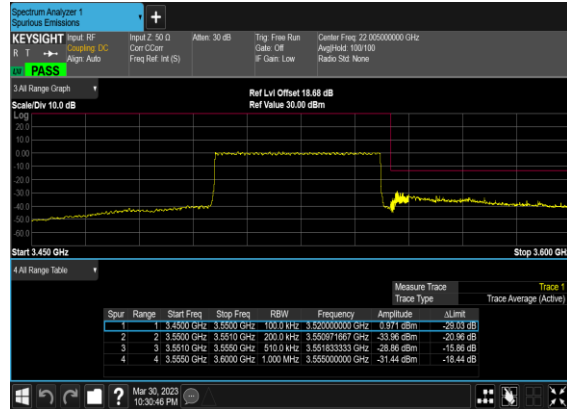 Spectrum Analyzer 1
Spurious Emissions
+
KEYSIGHT Input: RF Input Z: 50 Ω Atten: 30 dB Trig: Free Run Center Freq: 22.005000000 GHz
R T Coupling: DC Corr CCorr Gate: Off Avg|Hold: 100/100
Align: Auto Freq Ref: Int (S) IF Gain: Low Radio Std: None
PASS
3 All Range Graph
Ref Lvl Offset 18.68 dB
Scale/Div 10.0 dB Ref Value 30.00 dBm
Log
20.0
10.0
0.00
-10.0
-20.0
-30.0
-40.0
-50.0
-60.0
Start 3.450 GHz Stop 3.600 GH
4 All Range Table
Measure Trace Trace 1
Trace Type Trace Average (Active)
Spur Range Start Freq Stop Freq RBW Frequency Amplitude ΔLimit
1 1 3.4500 GHz 3.5500 GHz 100.0 kHz 3.520000000 GHz 0.971 dBm -29.03 dB
2 2 3.5500 GHz 3.5510 GHz 200.0 kHz 3.550971667 GHz -33.96 dBm -20.96 dB
3 3 3.5510 GHz 3.5550 GHz 510.0 kHz 3.551833333 GHz -28.86 dBm -15.86 dB
4 4 3.5550 GHz 3.6000 GHz 1.000 MHz 3.555000000 GHz -31.44 dBm -18.44 dB
? Mar 30, 2023
10:30:46 PM